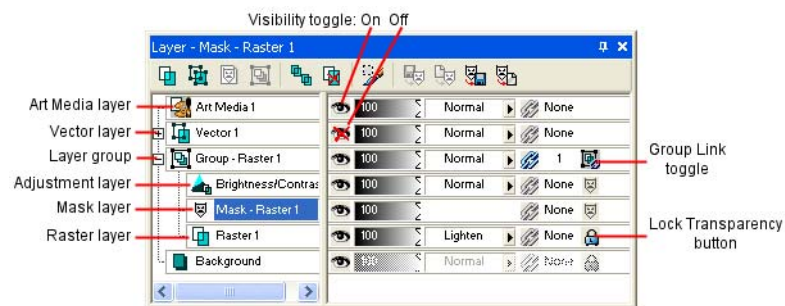 Visibility toggle: On Off
Layer - Mask - Raster 1
Art Media layer Art Media 1 100 Normal None
Vector layer Vector 1 100 Normal None
Layer group Group - Raster 1 100 Normal 1 Group Link toggle
Adjustment layer Brightness/Contras 100 Normal None
Mask layer Mask - Raster 1 100 None
Raster layer Raster 1 100 Lighten None Lock Transparency button
Background 100 Normal None